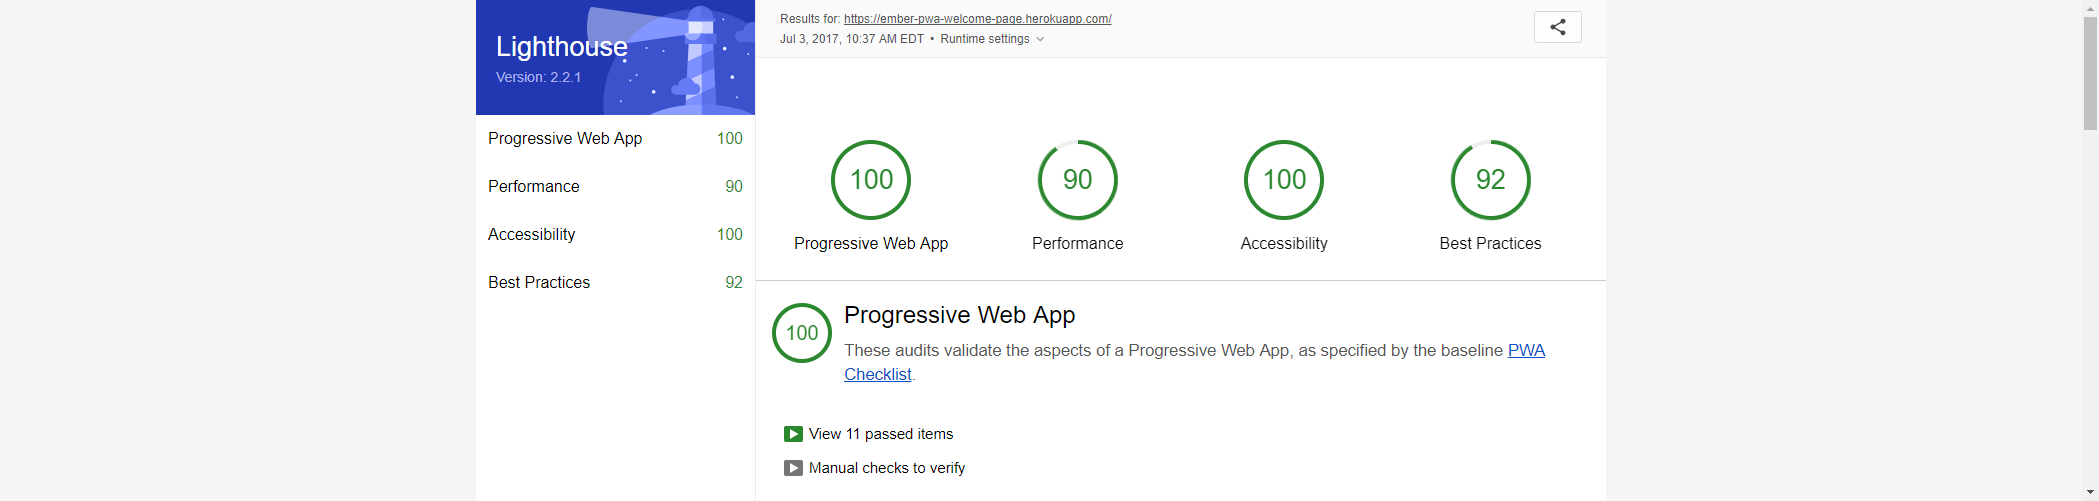 Lighthouse
Version: 2.2.1
Progressive Web App 100
Performance 90
Accessibility 100
Best Practices 92
Results for: https://ember-pwa-welcome-page.herokuapp.com/
Jul 3, 2017, 10:37 AM EDT • Runtime settings
100
Progressive Web App
90
Performance
100
Accessibility
92
Best Practices
100
Progressive Web App
These audits validate the aspects of a Progressive Web App, as specified by the baseline PWA
Checklist.
View 11 passed items
Manual checks to verify